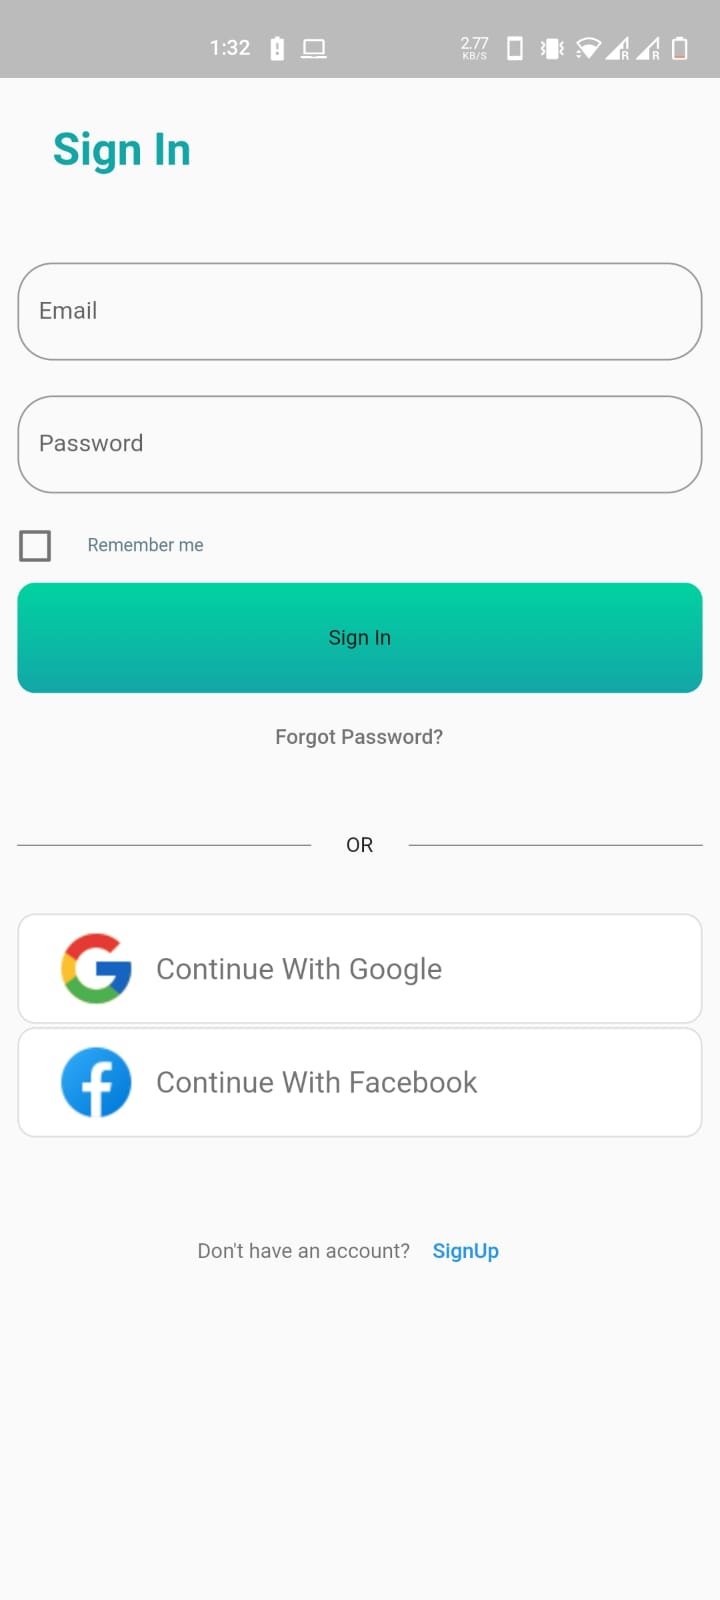 1:32 2.77
KB/S R R
Sign In
Email
Password
Remember me
Sign In
Forgot Password?
OR
Continue With Google
Continue With Facebook
Don't have an account? SignUp